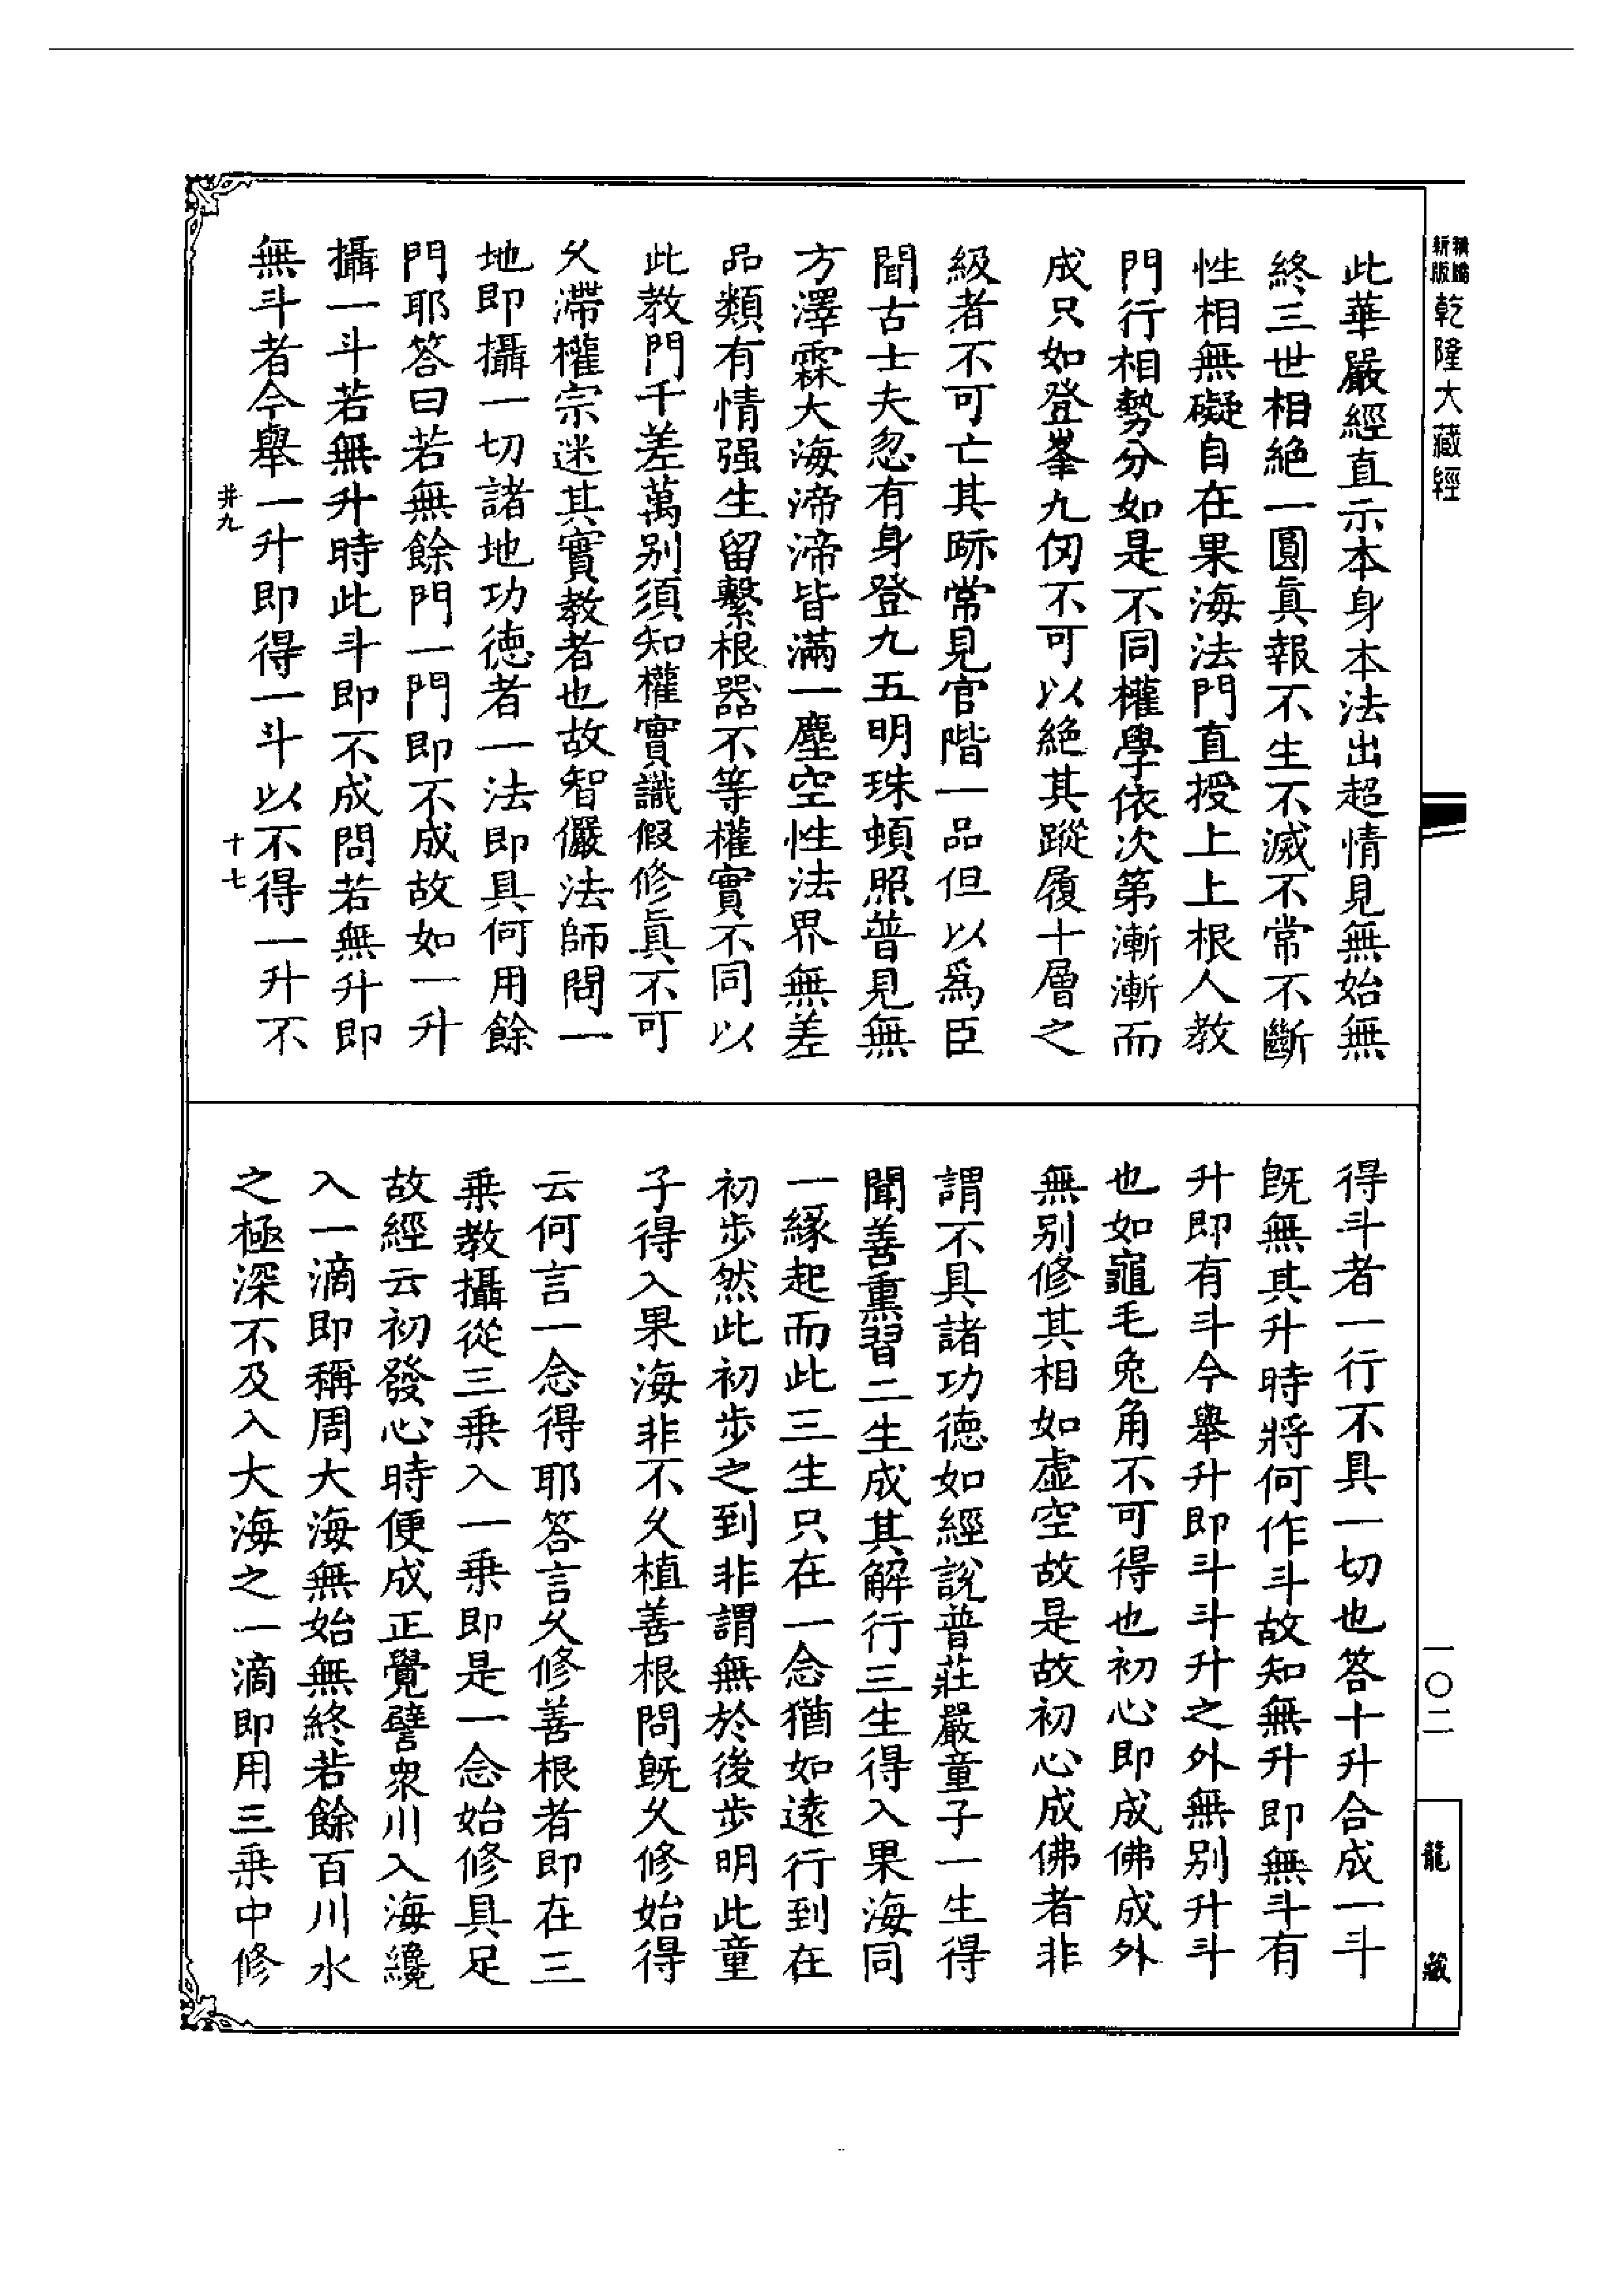 乾隆大藏經
此華嚴經直示本身本法出超情見無始無
終三世相絶一圓眞報不生不滅不常不斷
性相無礙自在果海法門直授上上根人教
門行相勢分如是不同權學依次第漸漸而
成只如登峯九仞不可以絶其蹤履十層之
級者不可亡其跡常見官階一品但以爲臣
聞古士夫忽有身登九五明珠頓照普見無
方澤霖大海渧渧皆滿一塵空性法界無差
品類有情强生留繫根器不等權實不同以
此教門千差萬别須知權實識假修眞不可
乆滯權宗迷其實教者也故智儼法師問一
地即攝一切諸地功德者一法即具何用餘
門耶答曰若無餘門一門即不成故如一升
攝一斗若無升時此斗即不成問若無升即
無斗者今舉一升即得一斗以不得一升不
井九
十七
得斗者一行不具一切也答十升合成一斗
旣無其升時將何作斗故知無升即無斗有
升即有斗今舉升即斗斗升之外無别升斗
也如龜毛兔角不可得也初心即成佛成外
無别修其相如虛空故是故初心成佛者非
謂不具諸功德如經說普莊嚴童子一生得
聞善熏習二生成其解行三生得入果海同
一緣起而此三生只在一念猶如遠行到在
初步然此初步之到非謂無於後步明此童
子得入果海非不乆植善根問旣乆修始得
云何言一念得耶答言乆修善根者即在三
乗教攝從三乗入一乗即是一念始修具足
故經云初發心時便成正覺譬衆川入海纔
入一滴即稱周大海無始無終若餘百川水
之極深不及入大海之一滴即用三乗中修
一〇二
龍藏